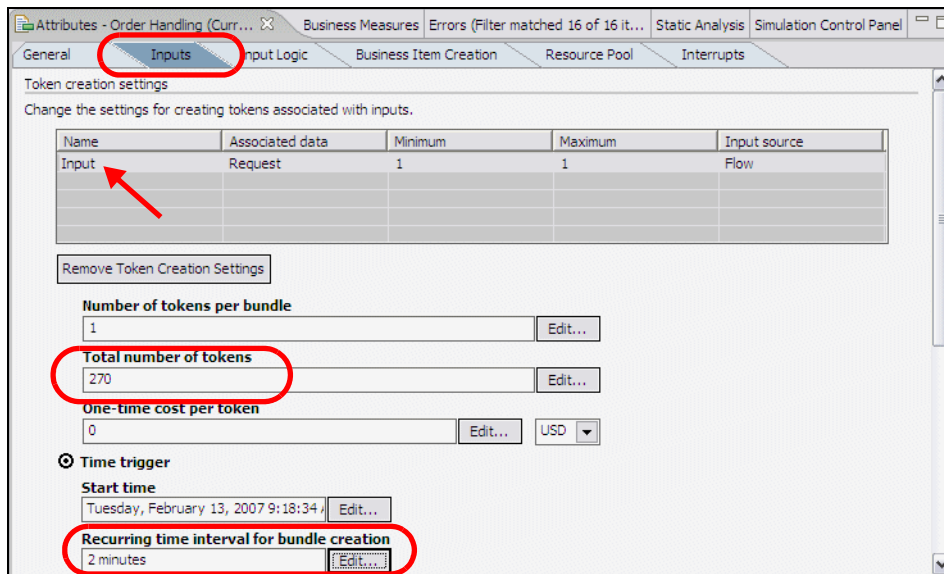 Attributes - Order Handling (Curr... Business Measures Errors (Filter matched 16 of 16 it... Static Analysis Simulation Control Panel
General Inputs Input Logic Business Item Creation Resource Pool Interrupts
Token creation settings
Change the settings for creating tokens associated with inputs.
Name Associated data Minimum Maximum Input source
Input Request 1 1 Flow
Remove Token Creation Settings
Number of tokens per bundle
1 Edit...
Total number of tokens
270 Edit...
One-time cost per token
0 Edit... USD
Time trigger
Start time
Tuesday, February 13, 2007 9:18:34 Edit...
Recurring time interval for bundle creation
2 minutes Edit...